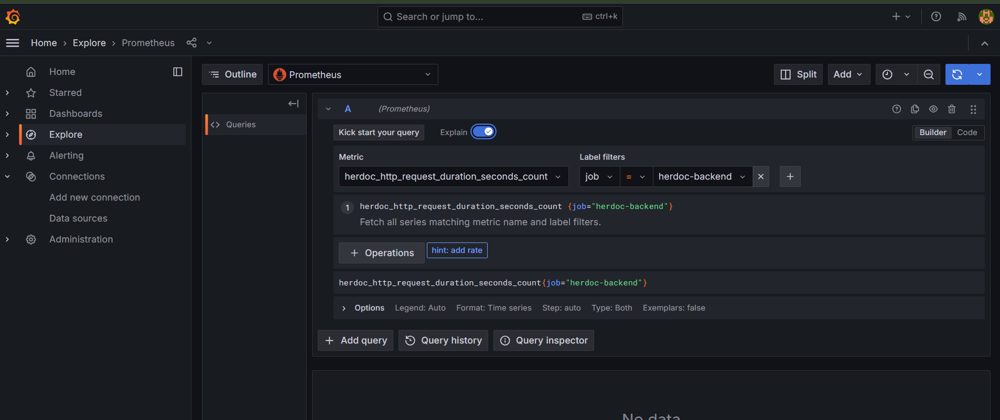 Search or jump to...
ctrl+k
Home
Explore
Prometheus
Home
Starred
Dashboards
Explore
Alerting
Connections
Add new connection
Data sources
Administration
Outline
Prometheus
Split
Add
Queries
A
(Prometheus)
Kick start your query
Explain
Builder
Code
Metric
Label filters
herdoc_http_request_duration_seconds_count
job
=
herdoc-backend
1
herdoc_http_request_duration_seconds_count {job="herdoc-backend"}
Fetch all series matching metric name and label filters.
+ Operations
hint: add rate
herdoc_http_request_duration_seconds_count{job="herdoc-backend"}
Options
Legend: Auto
Format: Time series
Step: auto
Type: Both
Exemplars: false
+ Add query
Query history
Query inspector
No data